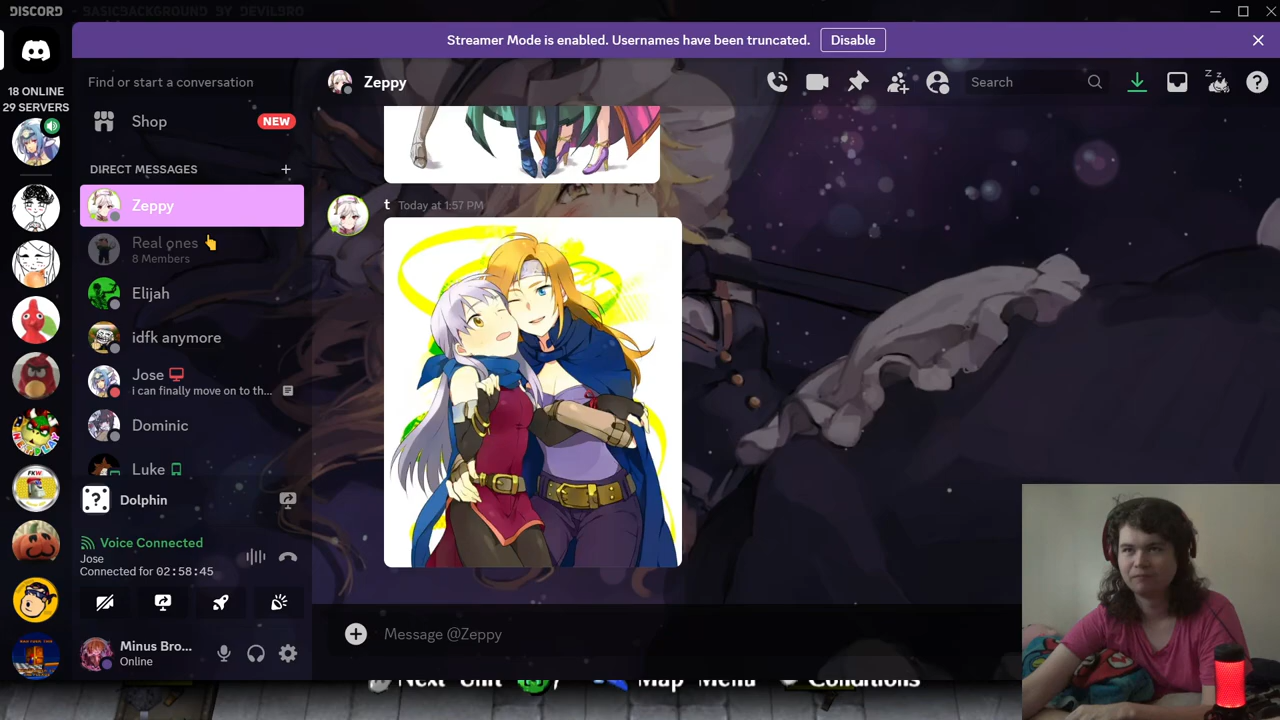 DISCORD - BASICBACKGROUND BY DEVILBRO
Streamer Mode is enabled. Usernames have been truncated. Disable
Find or start a conversation
Zeppy
Search
18 ONLINE
29 SERVERS
Shop
NEW
DIRECT MESSAGES
Zeppy
Real ones
8 Members
Elijah
idfk anymore
Jose
i can finally move on to th...
Dominic
Luke
Dolphin
Voice Connected
Jose
Connected for 02:58:45
Minus Bro...
Online
t Today at 1:57 PM
Message @Zeppy
Next Unit
Map Menu
Conditions